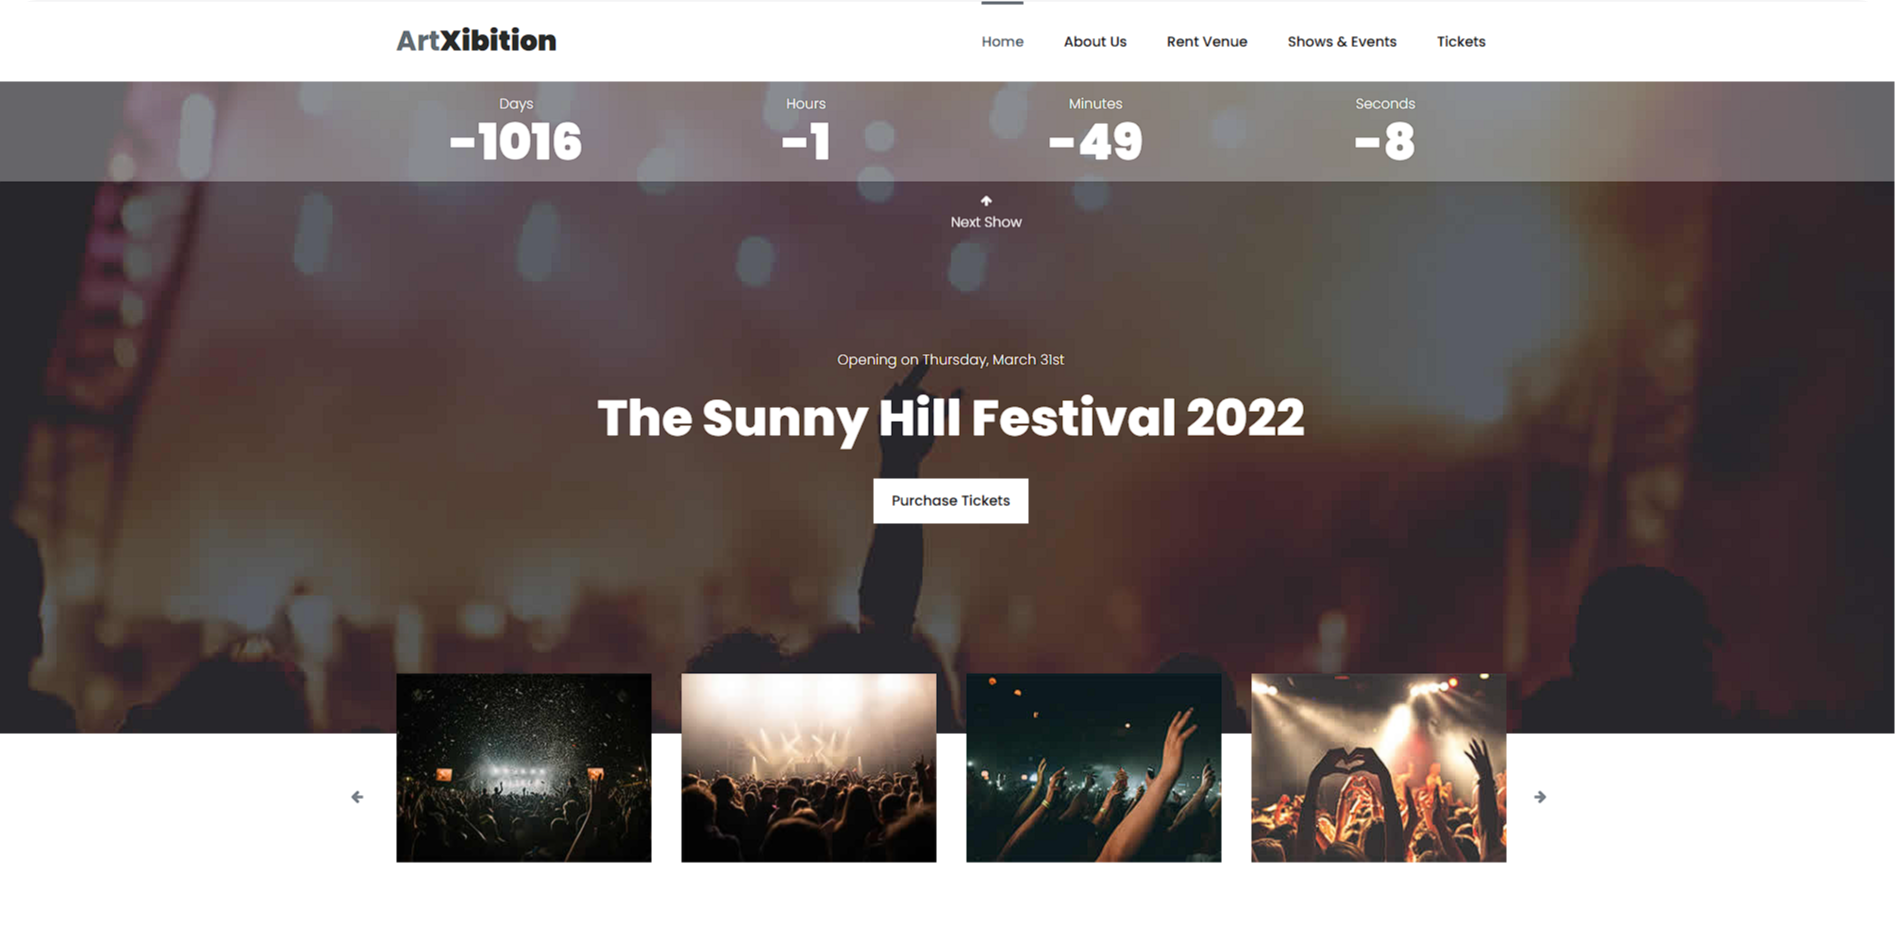 ArtXibition
Home About Us Rent Venue Shows & Events Tickets
Days Hours Minutes Seconds
-1016 -1 -49 -8
Next Show
Opening on Thursday, March 31st
The Sunny Hill Festival 2022
Purchase Tickets